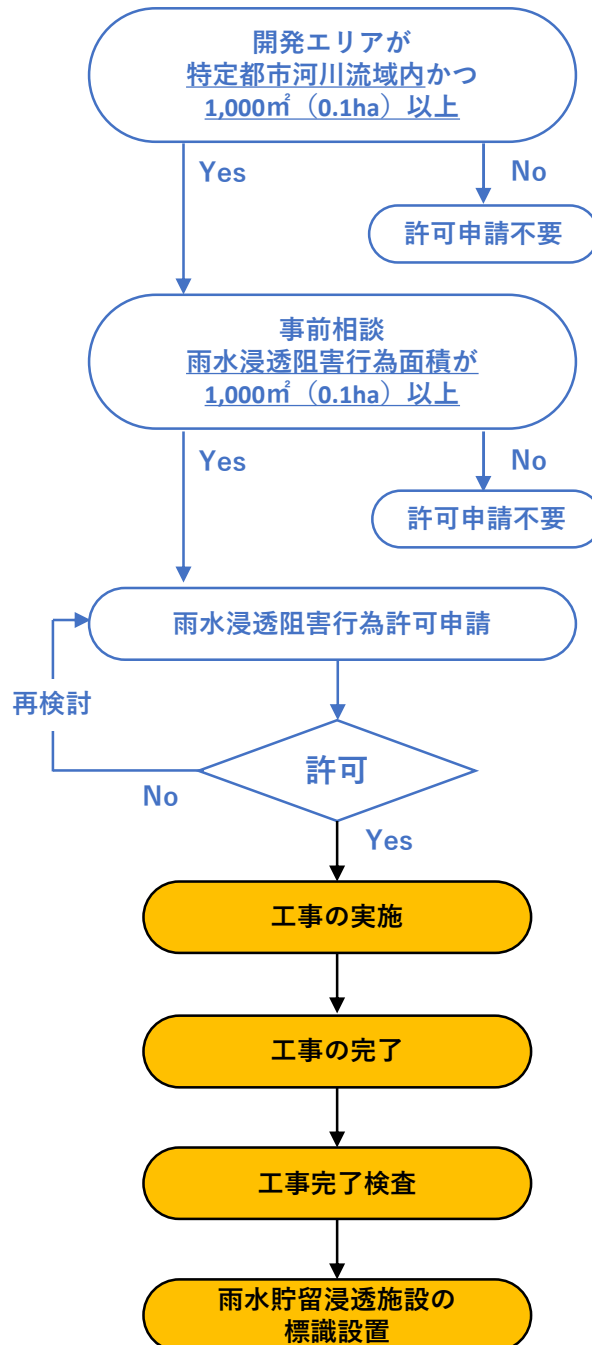 開発エリアが
特定都市河川流域内かつ
1,000㎡（0.1ha）以上
Yes
No
許可申請不要
事前相談
雨水浸透阻害行為面積が
1,000㎡（0.1ha）以上
Yes
No
許可申請不要
雨水浸透阻害行為許可申請
再検討
許可
No
Yes
工事の実施
工事の完了
工事完了検査
雨水貯留浸透施設の
標識設置